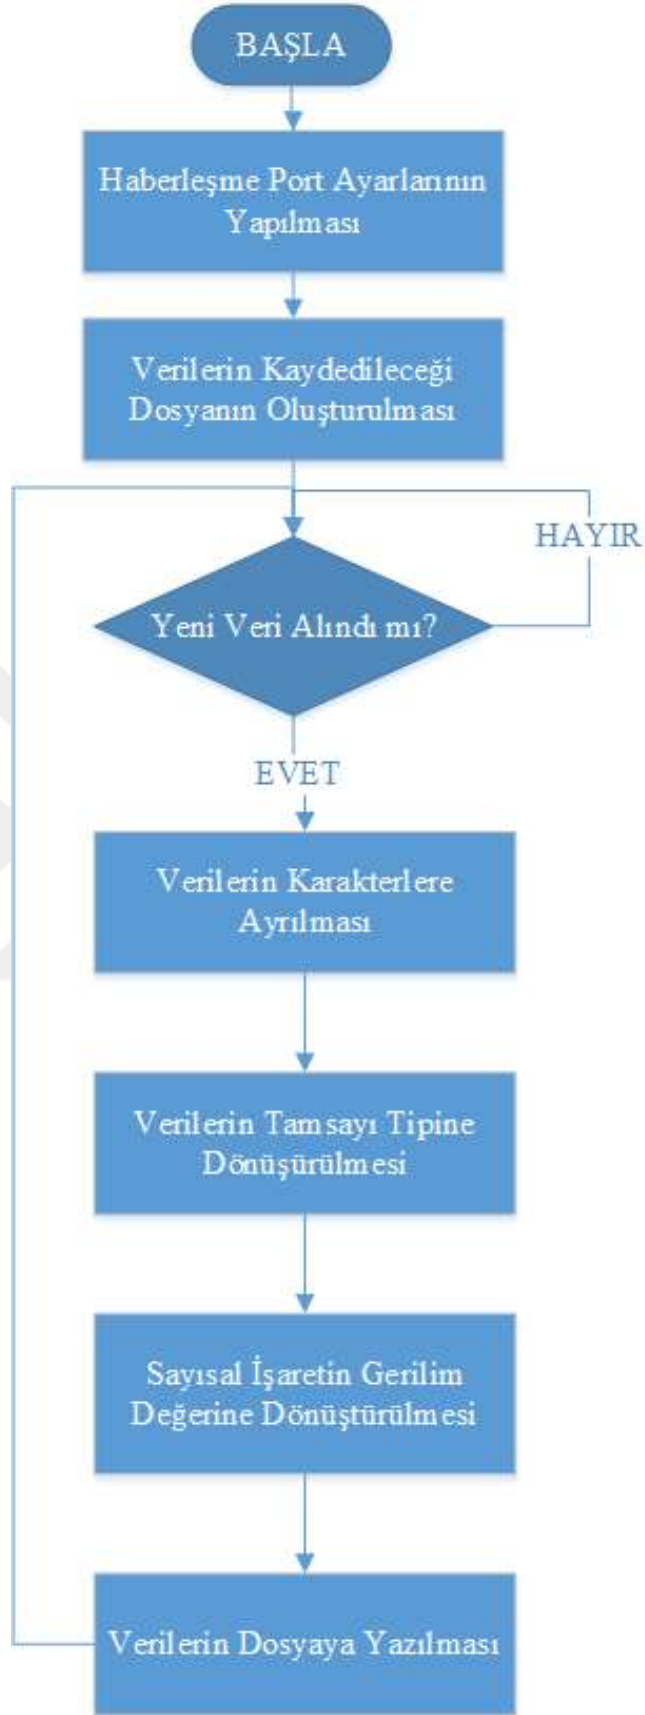 BAŞLA
Haberleşme Port Ayarlarının
Yapılması
Verilerin Kaydedileceği
Dosyanın Oluşturulması
HAYIR
Yeni Veri Alındı mı?
EVET
Verilerin Karakterlere
Ayrılması
Verilerin Tamsayı Tipine
Dönüşürülmesi
Sayısal İşaretin Gerilim
Değerine Dönüştürülmesi
Verilerin Dosyaya Yazılması